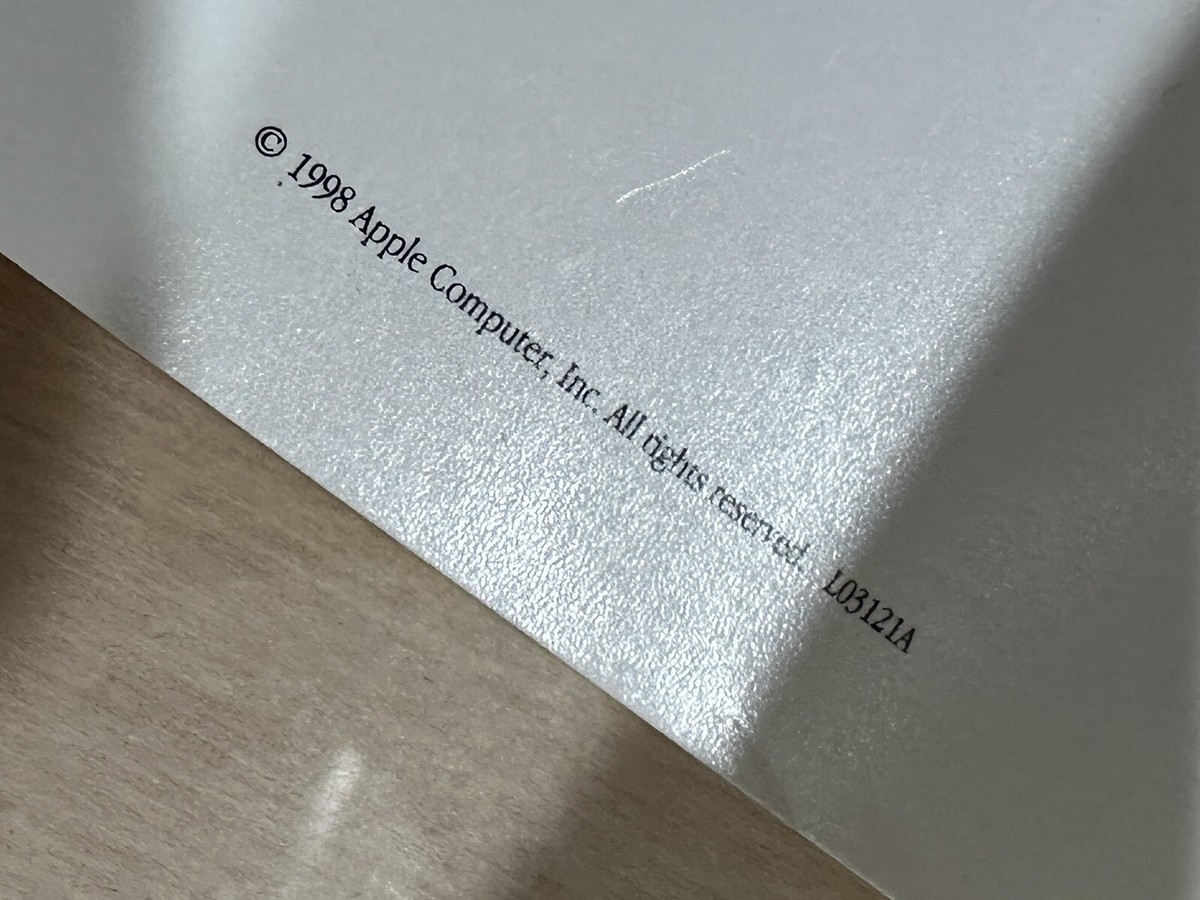 © 1998 Apple Computer, Inc. All rights reserved. L03121A